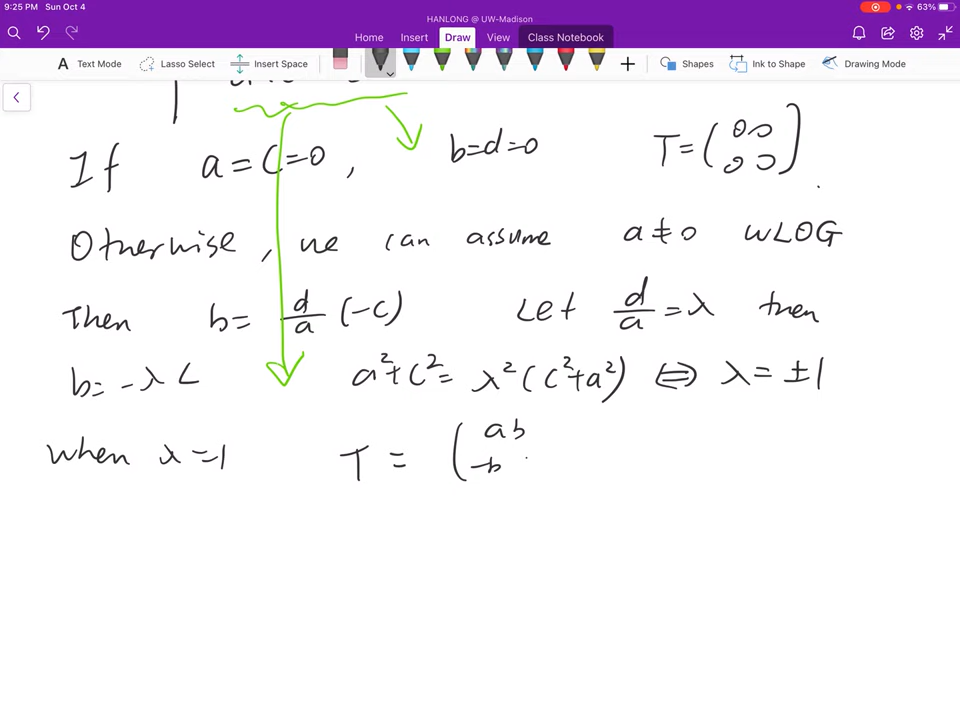 9:25 PM Sun Oct 4
63%
HANLONG @ UW-Madison
Home Insert Draw View Class Notebook
A Text Mode Lasso Select Insert Space Shapes Ink to Shape Drawing Mode
If a = c = 0, b=d=0 T = (0 0 0 0).
Otherwise, we can assume a ≠ 0 WLOG
Then b = d/a (-c) Let d/a = λ then
b = -λ c a²+c² = λ²(c²+a²) ⟺ λ = ±1
When λ = 1 T = (a b -b